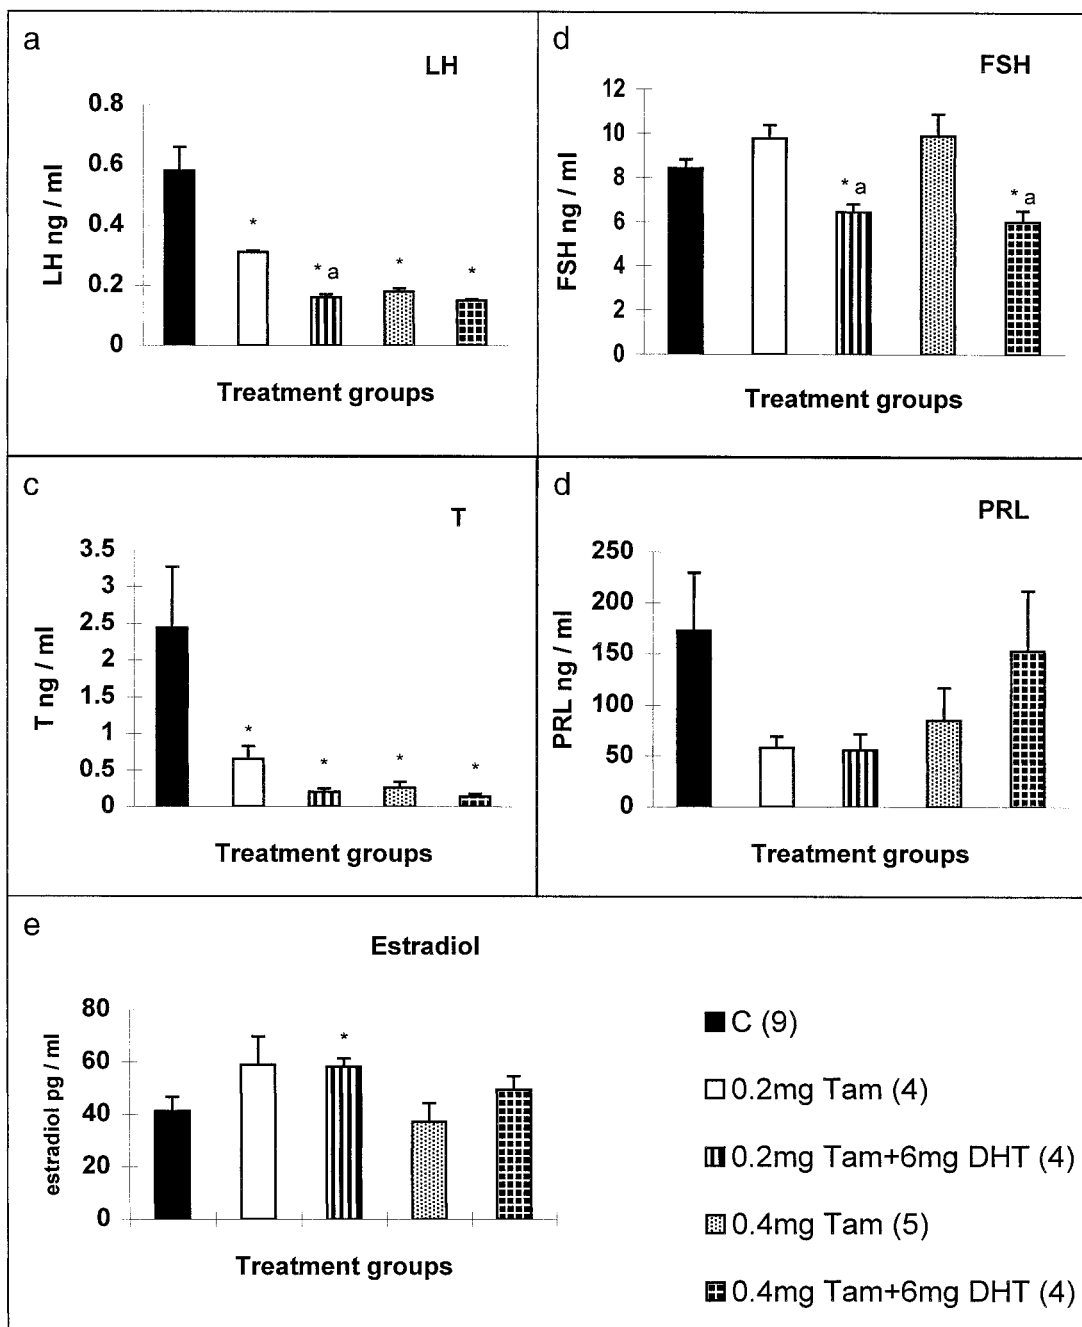 a
LH
LH ng / ml
0.8
0.6
0.4
0.2
0
*
* a
*
*
Treatment groups
d
FSH
FSH ng / ml
12
10
8
6
4
2
0
* a
* a
Treatment groups
c
T
T ng / ml
3.5
3
2.5
2
1.5
1
0.5
0
*
*
*
*
Treatment groups
d
PRL
PRL ng / ml
250
200
150
100
50
0
Treatment groups
e
Estradiol
estradiol pg / ml
80
60
40
20
0
*
Treatment groups
C (9)
0.2mg Tam (4)
0.2mg Tam+6mg DHT (4)
0.4mg Tam (5)
0.4mg Tam+6mg DHT (4)